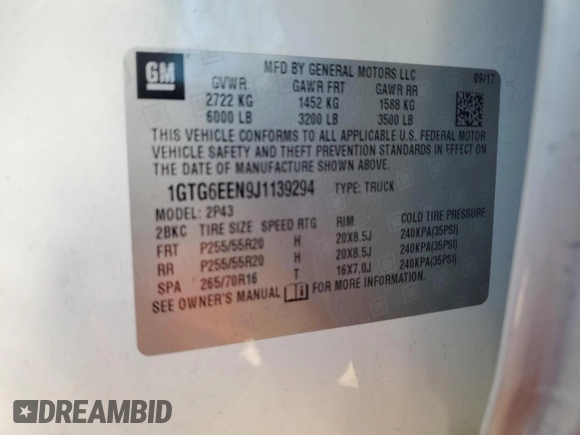 GM
MFD BY GENERAL MOTORS LLC
09/17
GVWR GAWR FRT GAWR RR
2722 KG 1452 KG 1588 KG
6000 LB 3200 LB 3500 LB
THIS VEHICLE CONFORMS TO ALL APPLICABLE U.S. FEDERAL MOTOR
VEHICLE SAFETY AND THEFT PREVENTION STANDARDS IN EFFECT ON
THE DATE OF MANUFACTURE SHOWN ABOVE.
1GTG6EEN9J1139294 TYPE: TRUCK
MODEL: 2P43
2BKC TIRE SIZE SPEED RTG RIM COLD TIRE PRESSURE
FRT P255/55R20 H 20X8.5J 240KPA(35PSI)
RR P255/55R20 H 20X8.5J 240KPA(35PSI)
SPA 265/70R16 T 16X7.0J 240KPA(35PSI)
SEE OWNER'S MANUAL FOR MORE INFORMATION.
DREAMBID